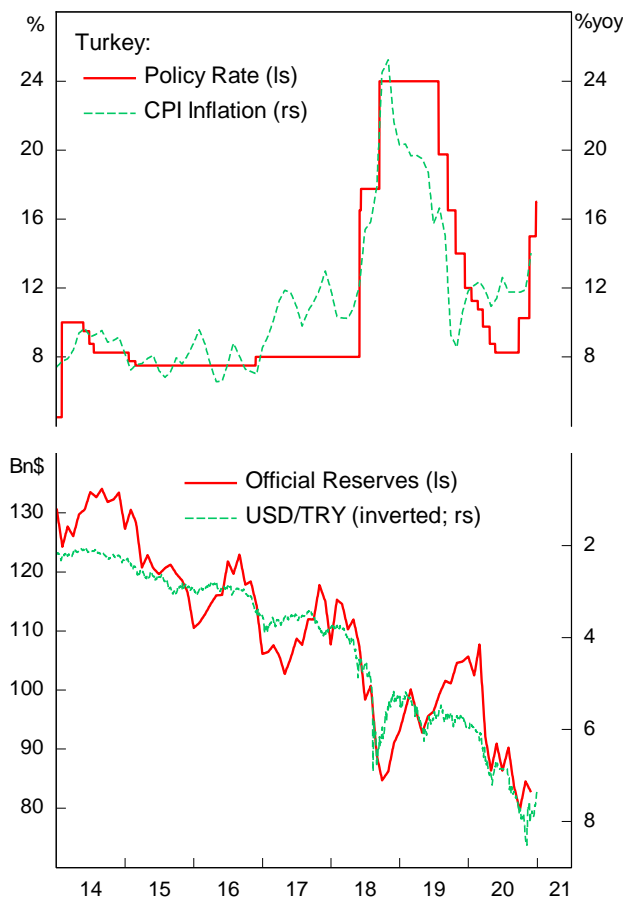 % %yoy
Turkey:
Policy Rate (ls)
CPI Inflation (rs)
24 24
20 20
16 16
12 12
8 8
Bn$
Official Reserves (ls)
USD/TRY (inverted; rs)
130
2
120
110
4
100
6
90
80
8
14 15 16 17 18 19 20 21